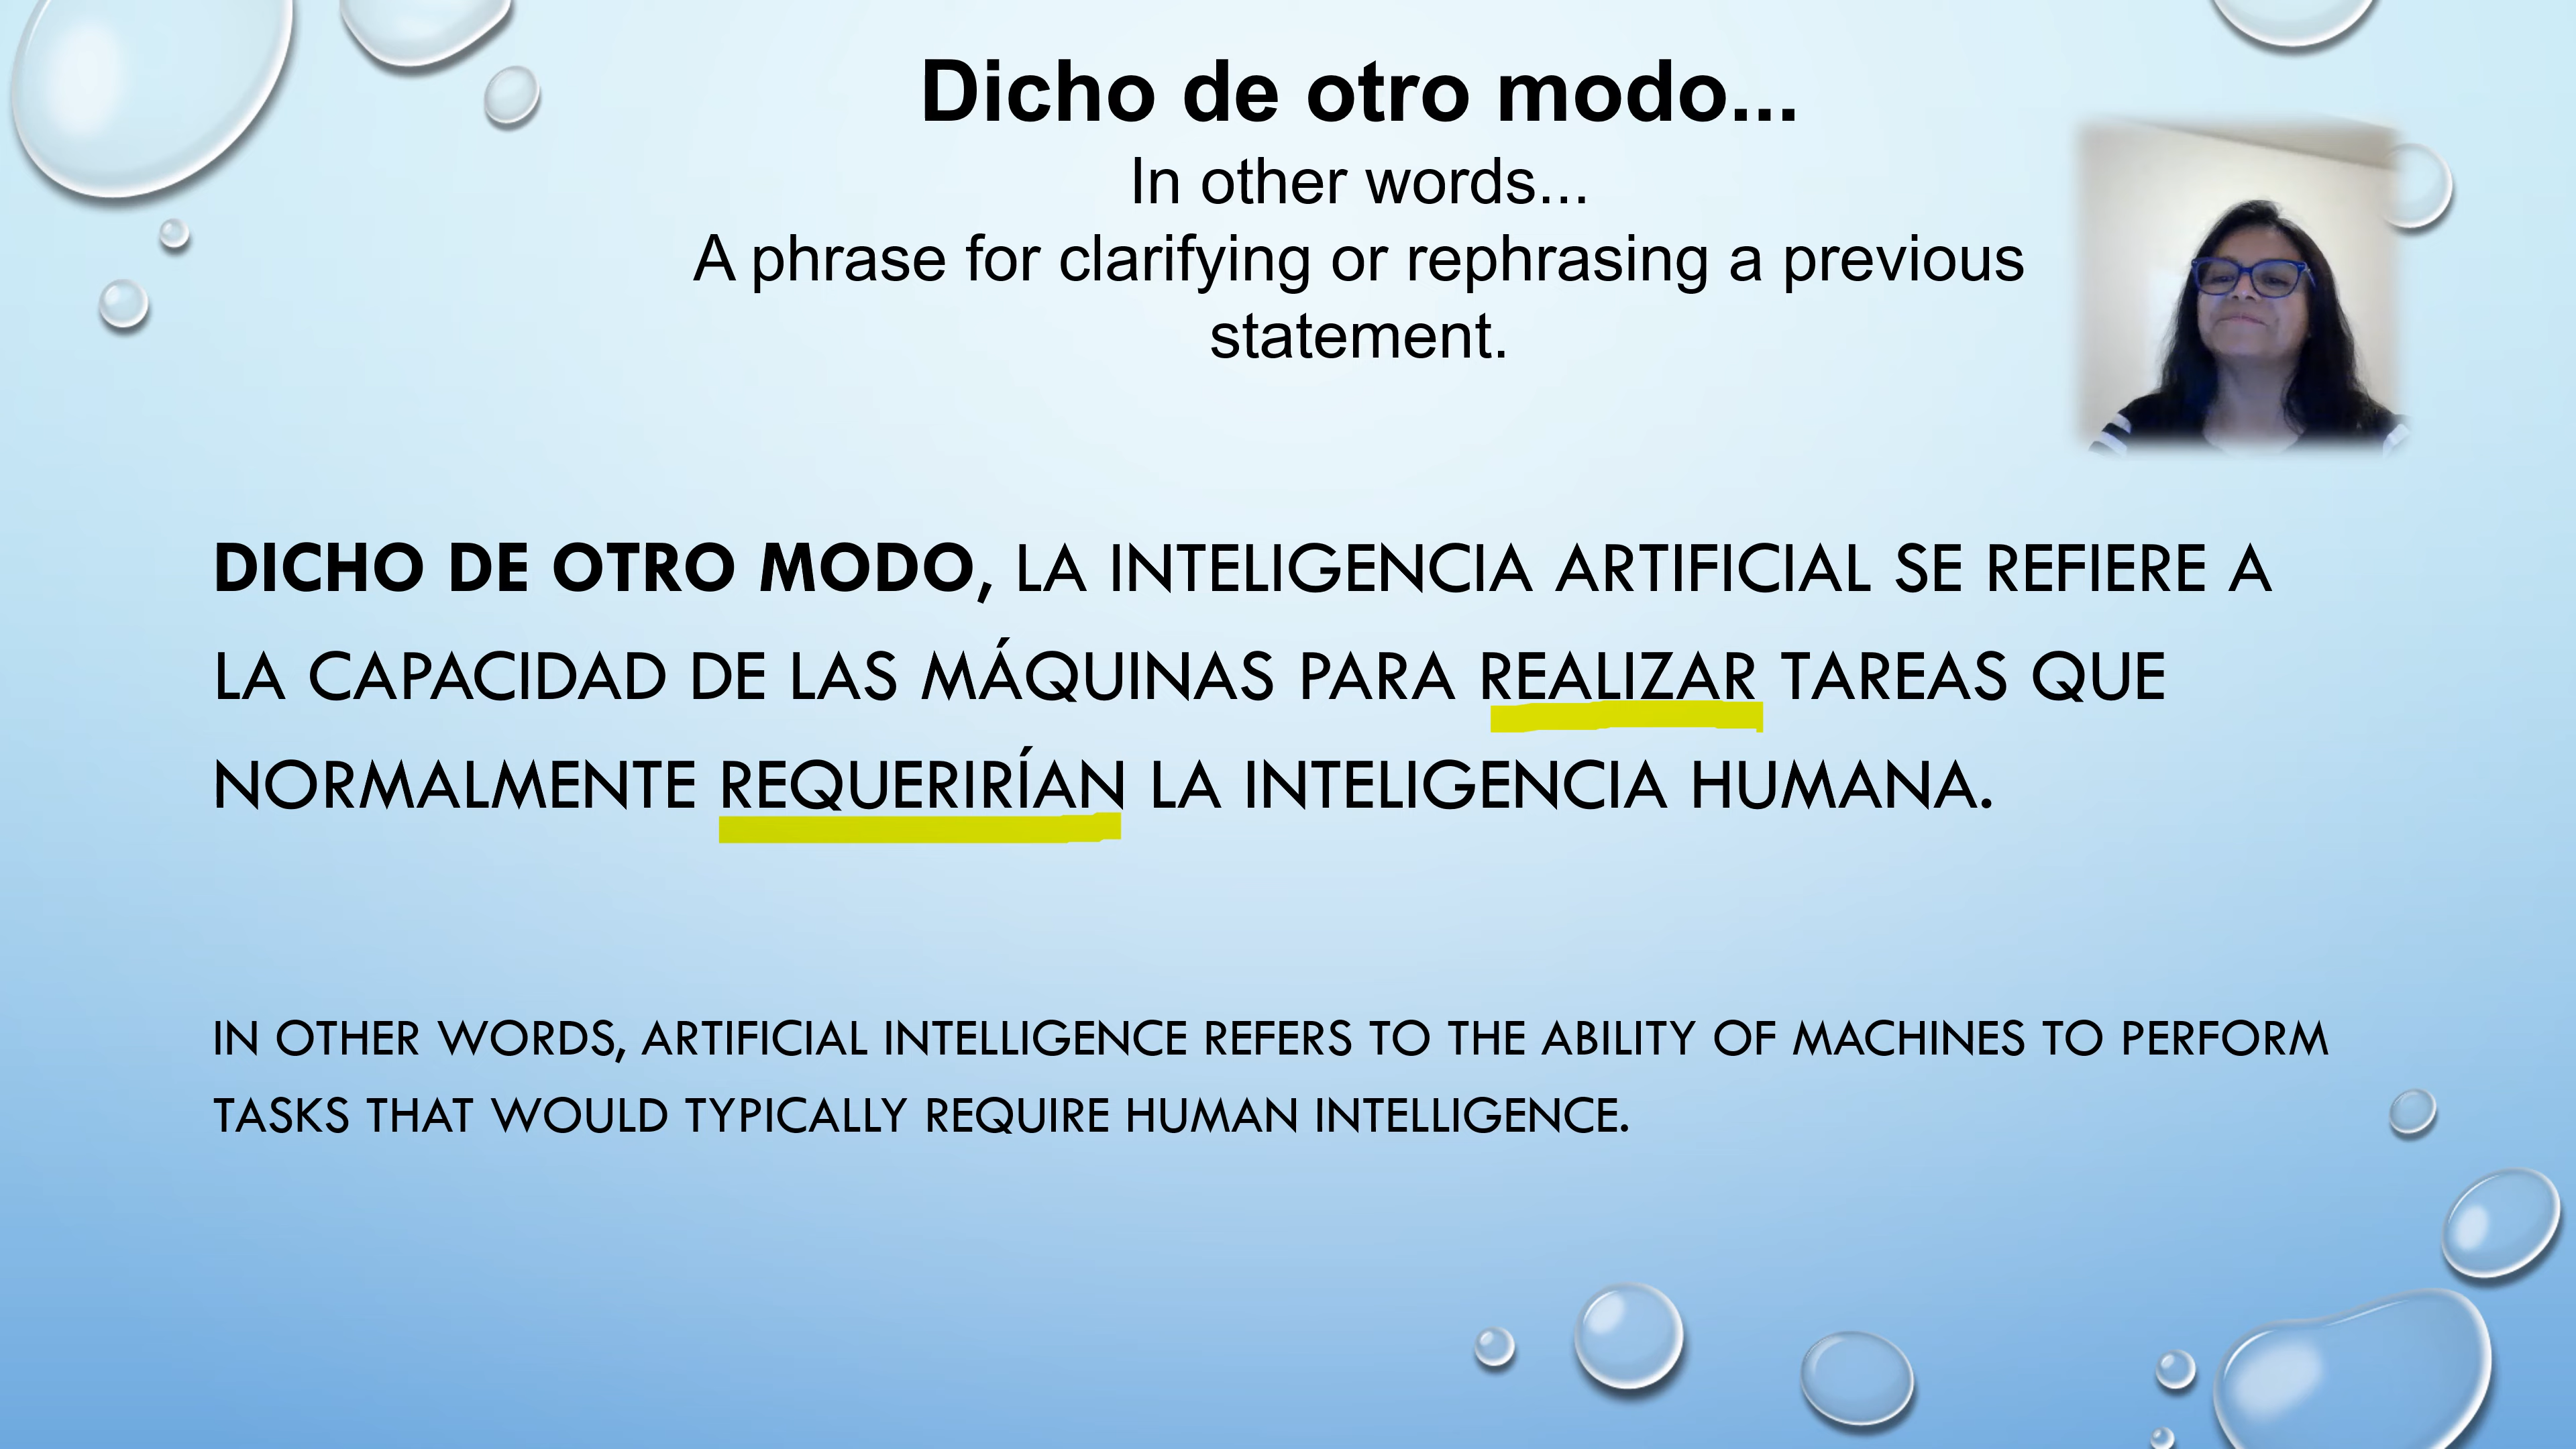 Dicho de otro modo...
In other words...
A phrase for clarifying or rephrasing a previous
statement.
DICHO DE OTRO MODO, LA INTELIGENCIA ARTIFICIAL SE REFIERE A
LA CAPACIDAD DE LAS MÁQUINAS PARA REALIZAR TAREAS QUE
NORMALMENTE REQUERIRÍAN LA INTELIGENCIA HUMANA.
IN OTHER WORDS, ARTIFICIAL INTELLIGENCE REFERS TO THE ABILITY OF MACHINES TO PERFORM
TASKS THAT WOULD TYPICALLY REQUIRE HUMAN INTELLIGENCE.